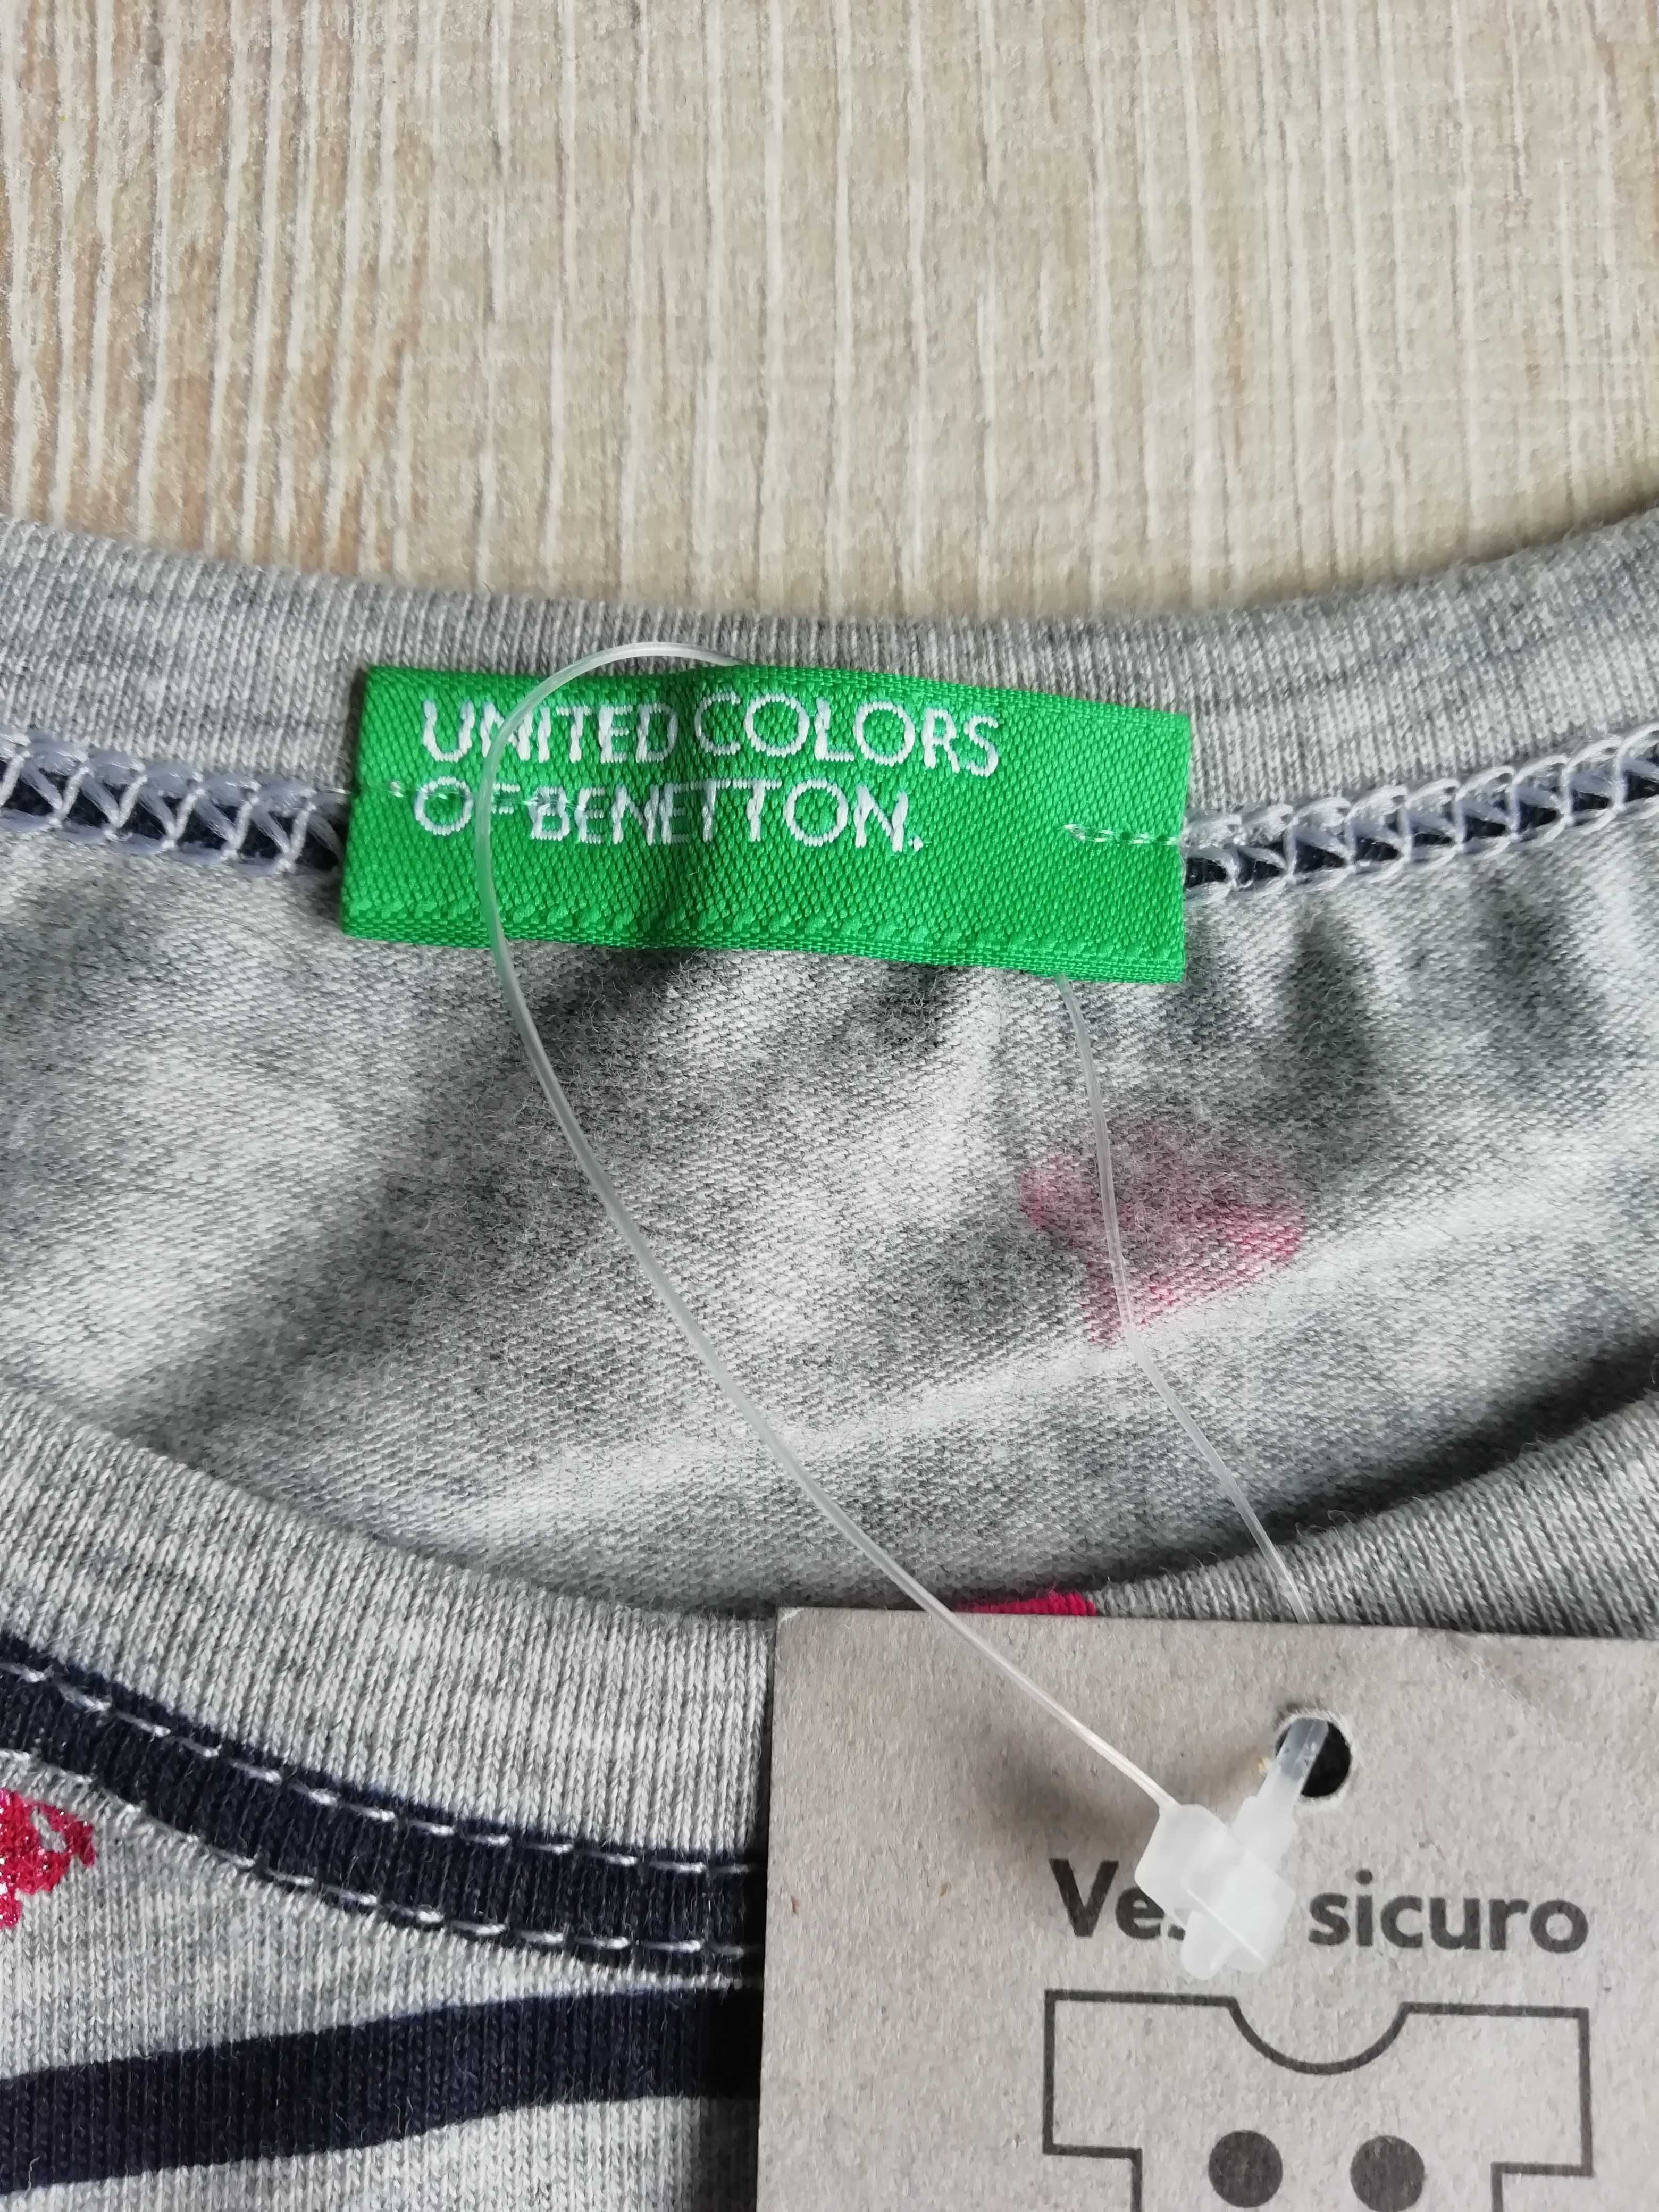 UNITED COLORS
OF BENETTON.
sicuro